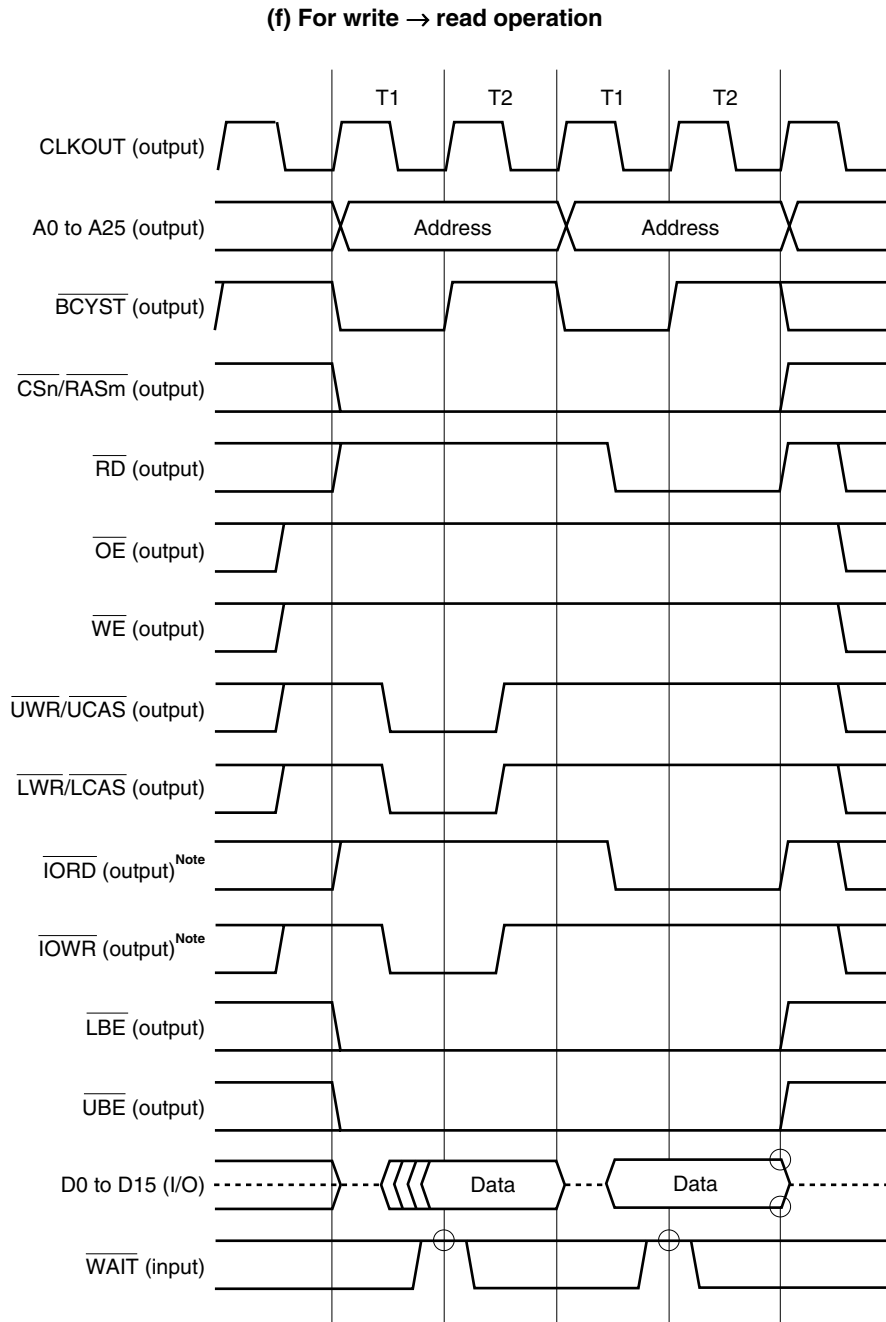 (f) For write → read operation
T1 T2 T1 T2
CLKOUT (output)
A0 to A25 (output) Address Address
BCYST (output)
CSn/RASm (output)
RD (output)
OE (output)
WE (output)
UWR/UCAS (output)
LWR/LCAS (output)
IORD (output)Note
IOWR (output)Note
LBE (output)
UBE (output)
D0 to D15 (I/O) Data Data
WAIT (input)